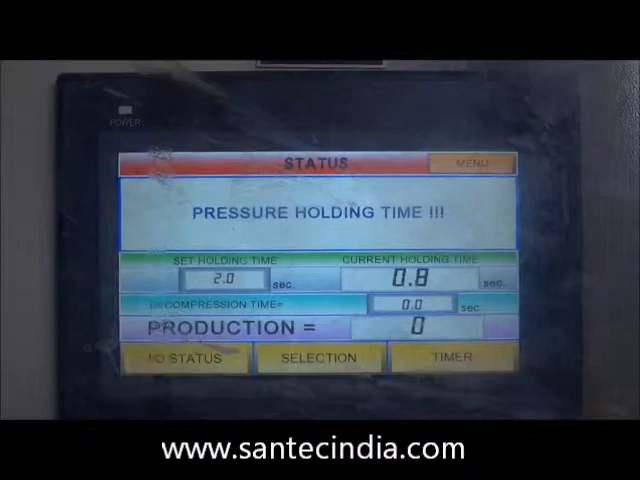 POWER
STATUS MENU
PRESSURE HOLDING TIME !!!
SET HOLDING TIME CURRENT HOLDING TIME
2.0 sec. 0.8 sec.
DECOMPRESSION TIME= 0.0 sec
PRODUCTION = 0
I/O STATUS SELECTION TIMER
www.santecindia.com